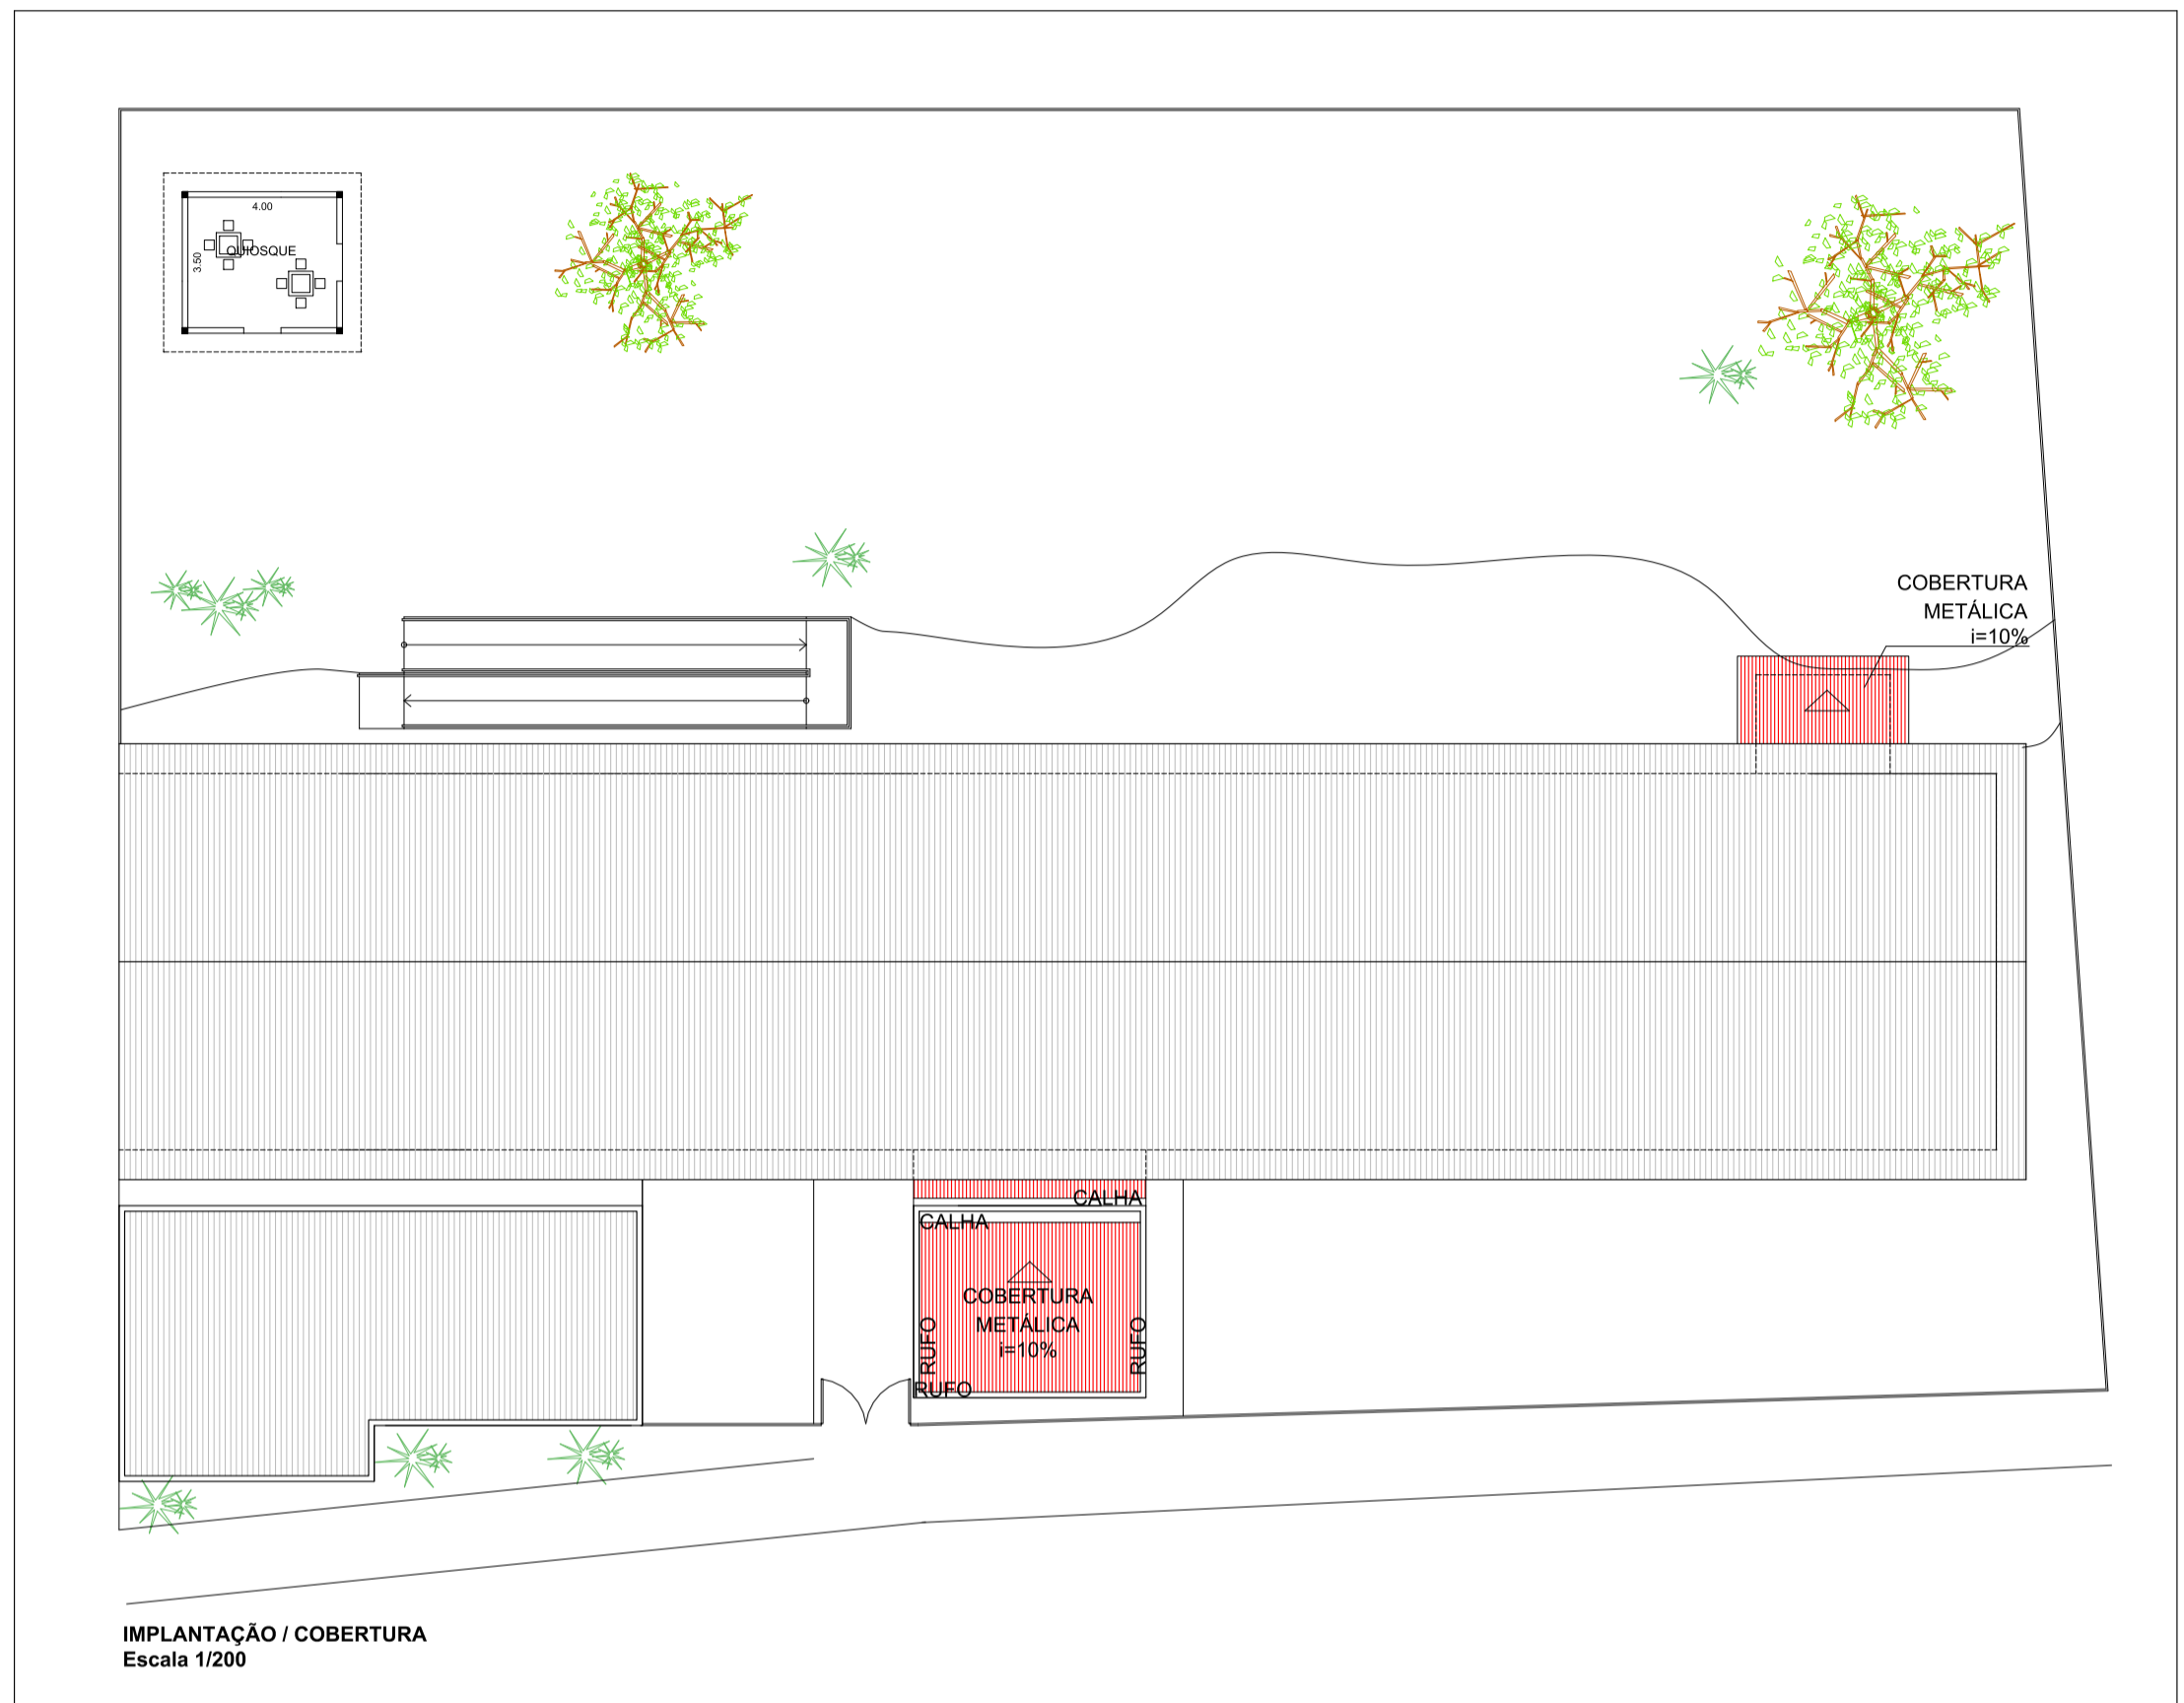 4.00
QUIOSQUE
3.50
COBERTURA
METÁLICA
i=10%
CALHA
CALHA
COBERTURA
METÁLICA
i=10%
RUFO
RUFO
RUFO
IMPLANTAÇÃO / COBERTURA
Escala 1/200